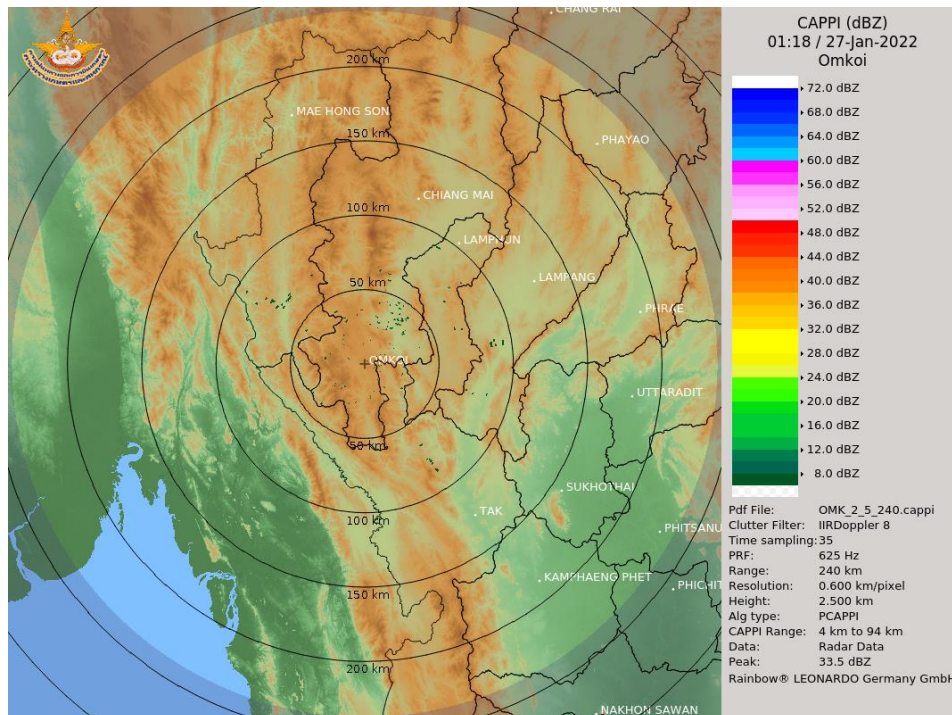 CHANG RAI
200 km
MAE HONG SON
150 km
PHAYAO
CHIANG MAI
100 km
LAMPHUN
LAMPANG
50 km
PHRAE
OMKOI
UTTARADIT
50 km
SUKHOTHAI
TAK
100 km
PHITSANU
KAMPHAENG PHET
PHICHIT
150 km
200 km
NAKHON SAWAN
CAPPI (dBZ)
01:18 / 27-Jan-2022
Omkoi
72.0 dBZ
68.0 dBZ
64.0 dBZ
60.0 dBZ
56.0 dBZ
52.0 dBZ
48.0 dBZ
44.0 dBZ
40.0 dBZ
36.0 dBZ
32.0 dBZ
28.0 dBZ
24.0 dBZ
20.0 dBZ
16.0 dBZ
12.0 dBZ
8.0 dBZ
Pdf File: OMK_2_5_240.cappi
Clutter Filter: IIRDoppler 8
Time sampling: 35
PRF: 625 Hz
Range: 240 km
Resolution: 0.600 km/pixel
Height: 2.500 km
Alg type: PCAPPI
CAPPI Range: 4 km to 94 km
Data: Radar Data
Peak: 33.5 dBZ
Rainbow® LEONARDO Germany GmbH